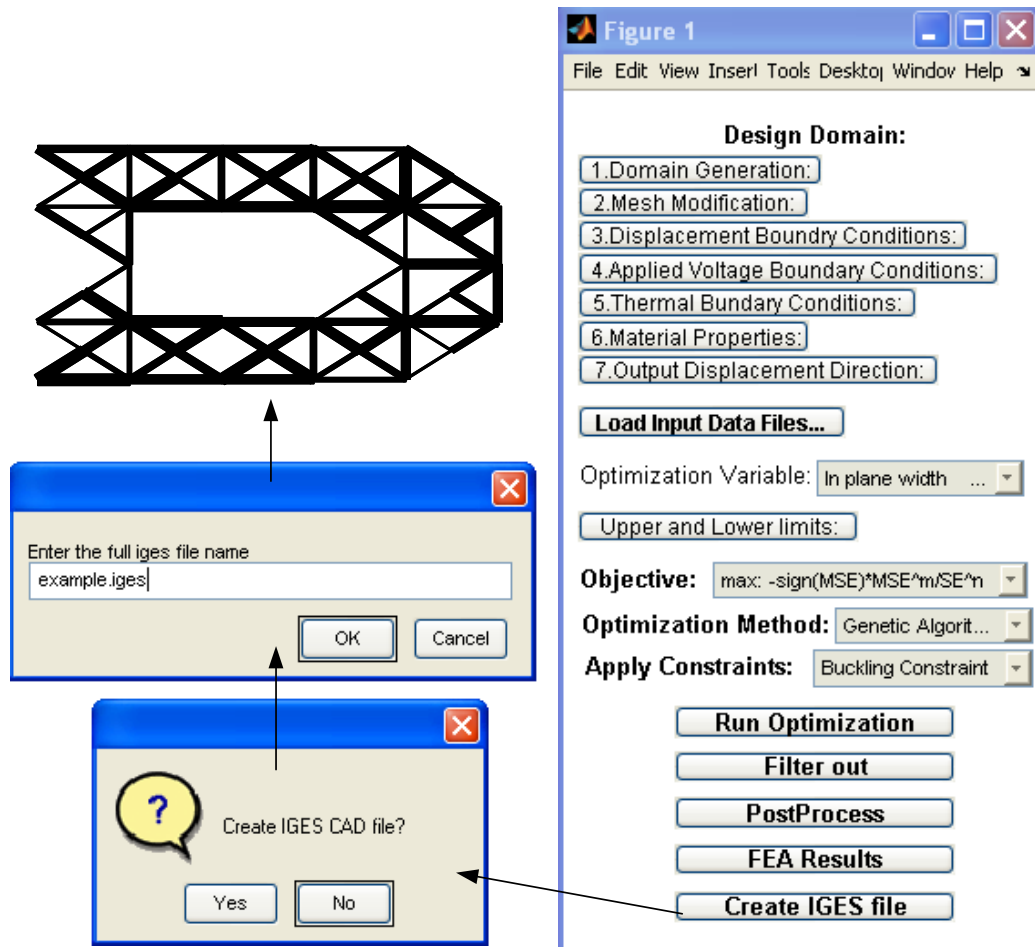 Figure 1
File Edit View Insert Tools Desktop Window Help
Design Domain:
1.Domain Generation:
2.Mesh Modification:
3.Displacement Boundry Conditions:
4.Applied Voltage Boundary Conditions:
5.Thermal Bundary Conditions:
6.Material Properties:
7.Output Displacement Direction:
Load Input Data Files...
Optimization Variable: In plane width ...
Upper and Lower limits:
Objective: max: -sign(MSE)*MSE^m/SE^n
Optimization Method: Genetic Algorit...
Apply Constraints: Buckling Constraint
Run Optimization
Filter out
PostProcess
FEA Results
Create IGES file
Enter the full iges file name
example.iges
OK Cancel
?
Create IGES CAD file?
Yes No